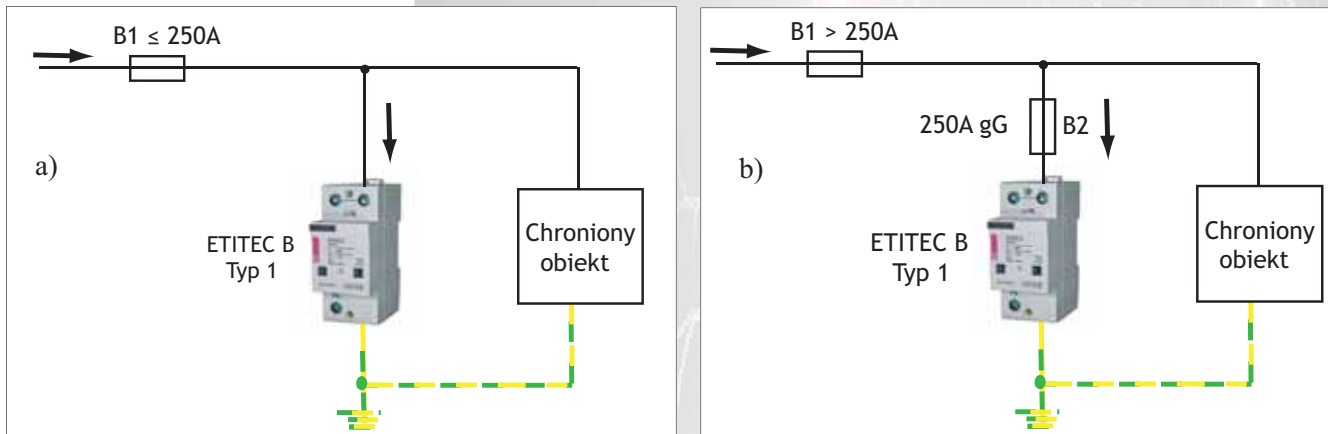 B1 ≤ 250A
a)
ETITEC B
Typ 1
Chroniony
obiekt
B1 > 250A
250A gG
B2
b)
ETITEC B
Typ 1
Chroniony
obiekt